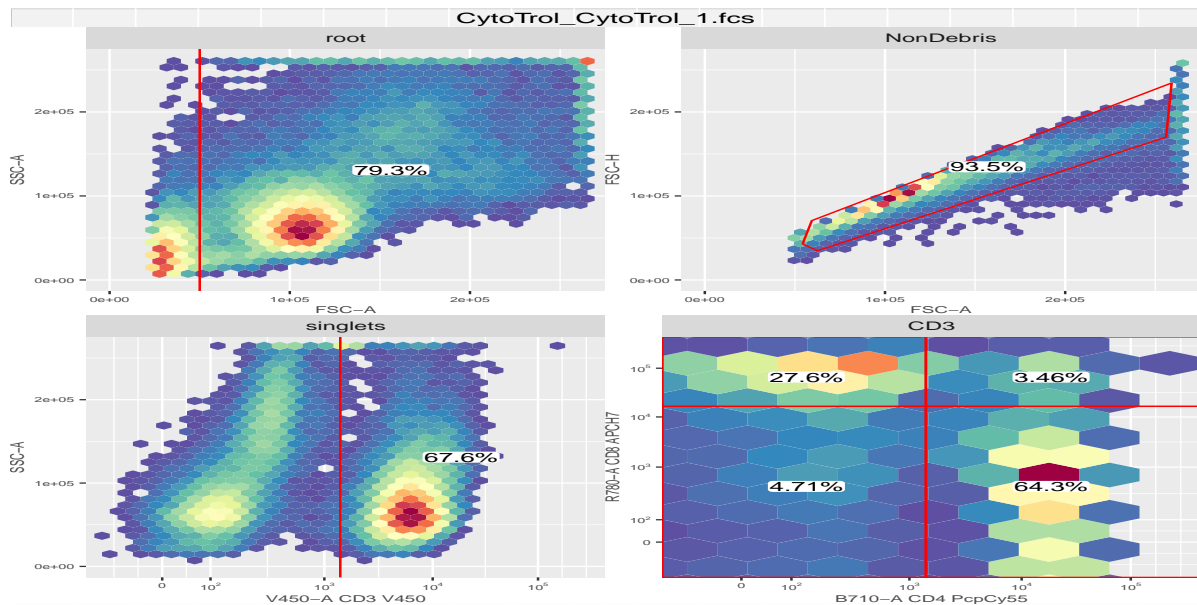 CytoTrol_CytoTrol_1.fcs
root
NonDebris
SSC-A
2e+05
1e+05
0e+00
79.3%
0e+00
1e+05
2e+05
FSC-A
FSC-H
2e+05
1e+05
0e+00
93.5%
0e+00
1e+05
2e+05
FSC-A
singlets
CD3
SSC-A
2e+05
1e+05
0e+00
67.6%
0
10²
10³
10⁴
10⁵
V450-A CD3 V450
R780-A CD8 APCH7
10⁵
10⁴
10³
10²
0
27.6%
3.46%
4.71%
64.3%
0
10²
10³
10⁴
10⁵
B710-A CD4 PcpCy55